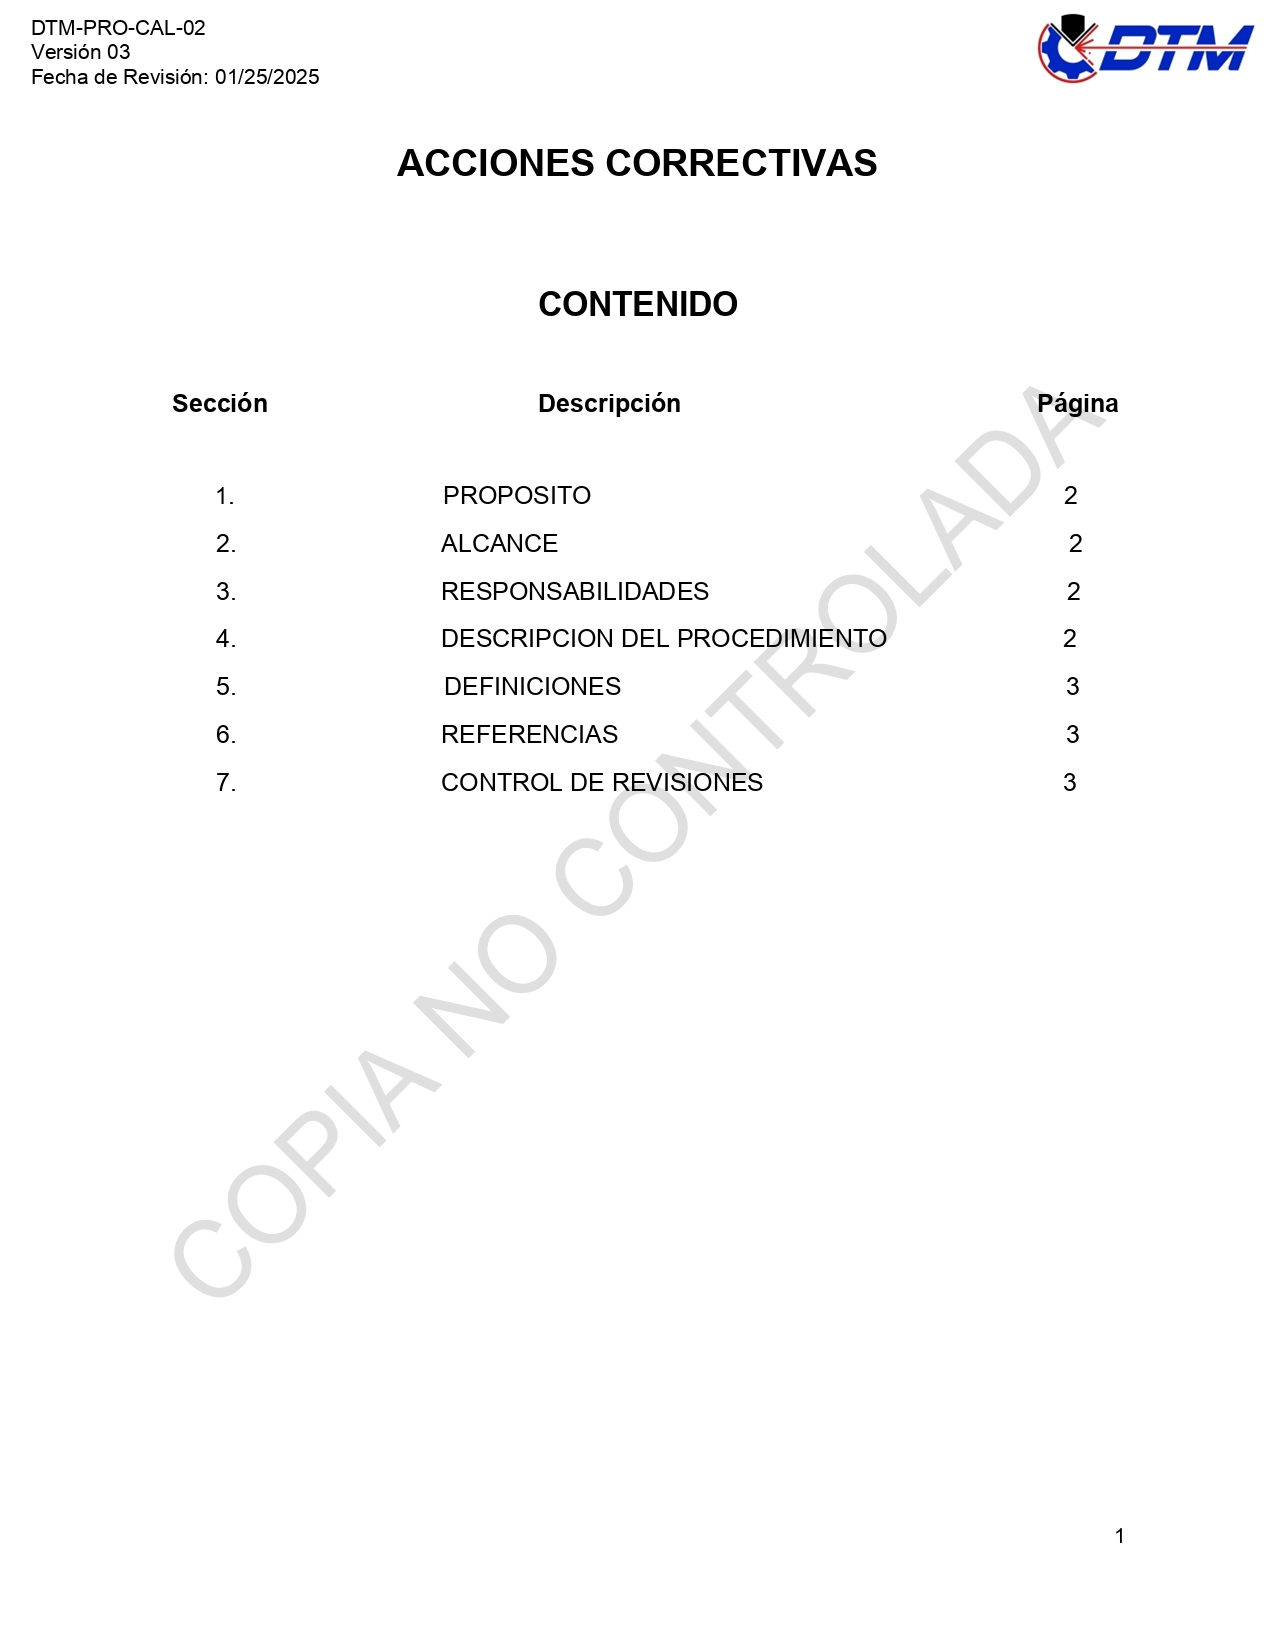 DTM-PRO-CAL-02
Versión 03
Fecha de Revisión: 01/25/2025
DTM
ACCIONES CORRECTIVAS
CONTENIDO
Sección Descripción Página
1. PROPOSITO 2
2. ALCANCE 2
3. RESPONSABILIDADES 2
4. DESCRIPCION DEL PROCEDIMIENTO 2
5. DEFINICIONES 3
6. REFERENCIAS 3
7. CONTROL DE REVISIONES 3
COPIA NO CONTROLADA
1